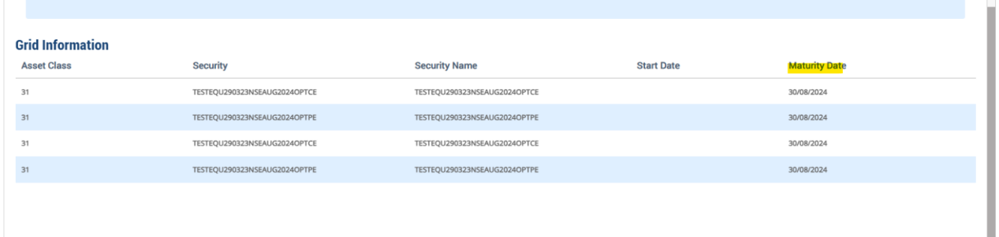 Grid Information
Asset Class Security Security Name Start Date Maturity Date
31 TESTEQU290323NSEAUG2024OPTCE TESTEQU290323NSEAUG2024OPTCE 30/08/2024
31 TESTEQU290323NSEAUG2024OPTPE TESTEQU290323NSEAUG2024OPTPE 30/08/2024
31 TESTEQU290323NSEAUG2024OPTCE TESTEQU290323NSEAUG2024OPTCE 30/08/2024
31 TESTEQU290323NSEAUG2024OPTPE TESTEQU290323NSEAUG2024OPTPE 30/08/2024